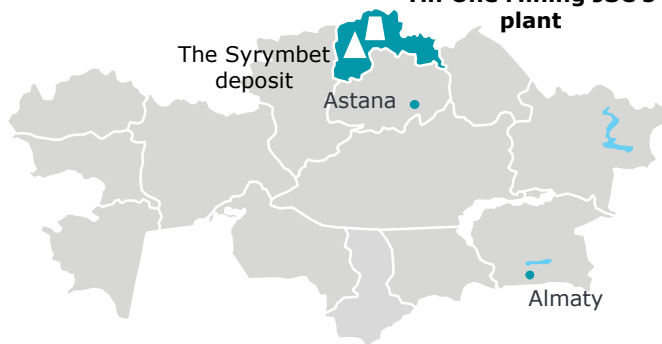 plant
The Syrymbet
deposit
Astana
Almaty